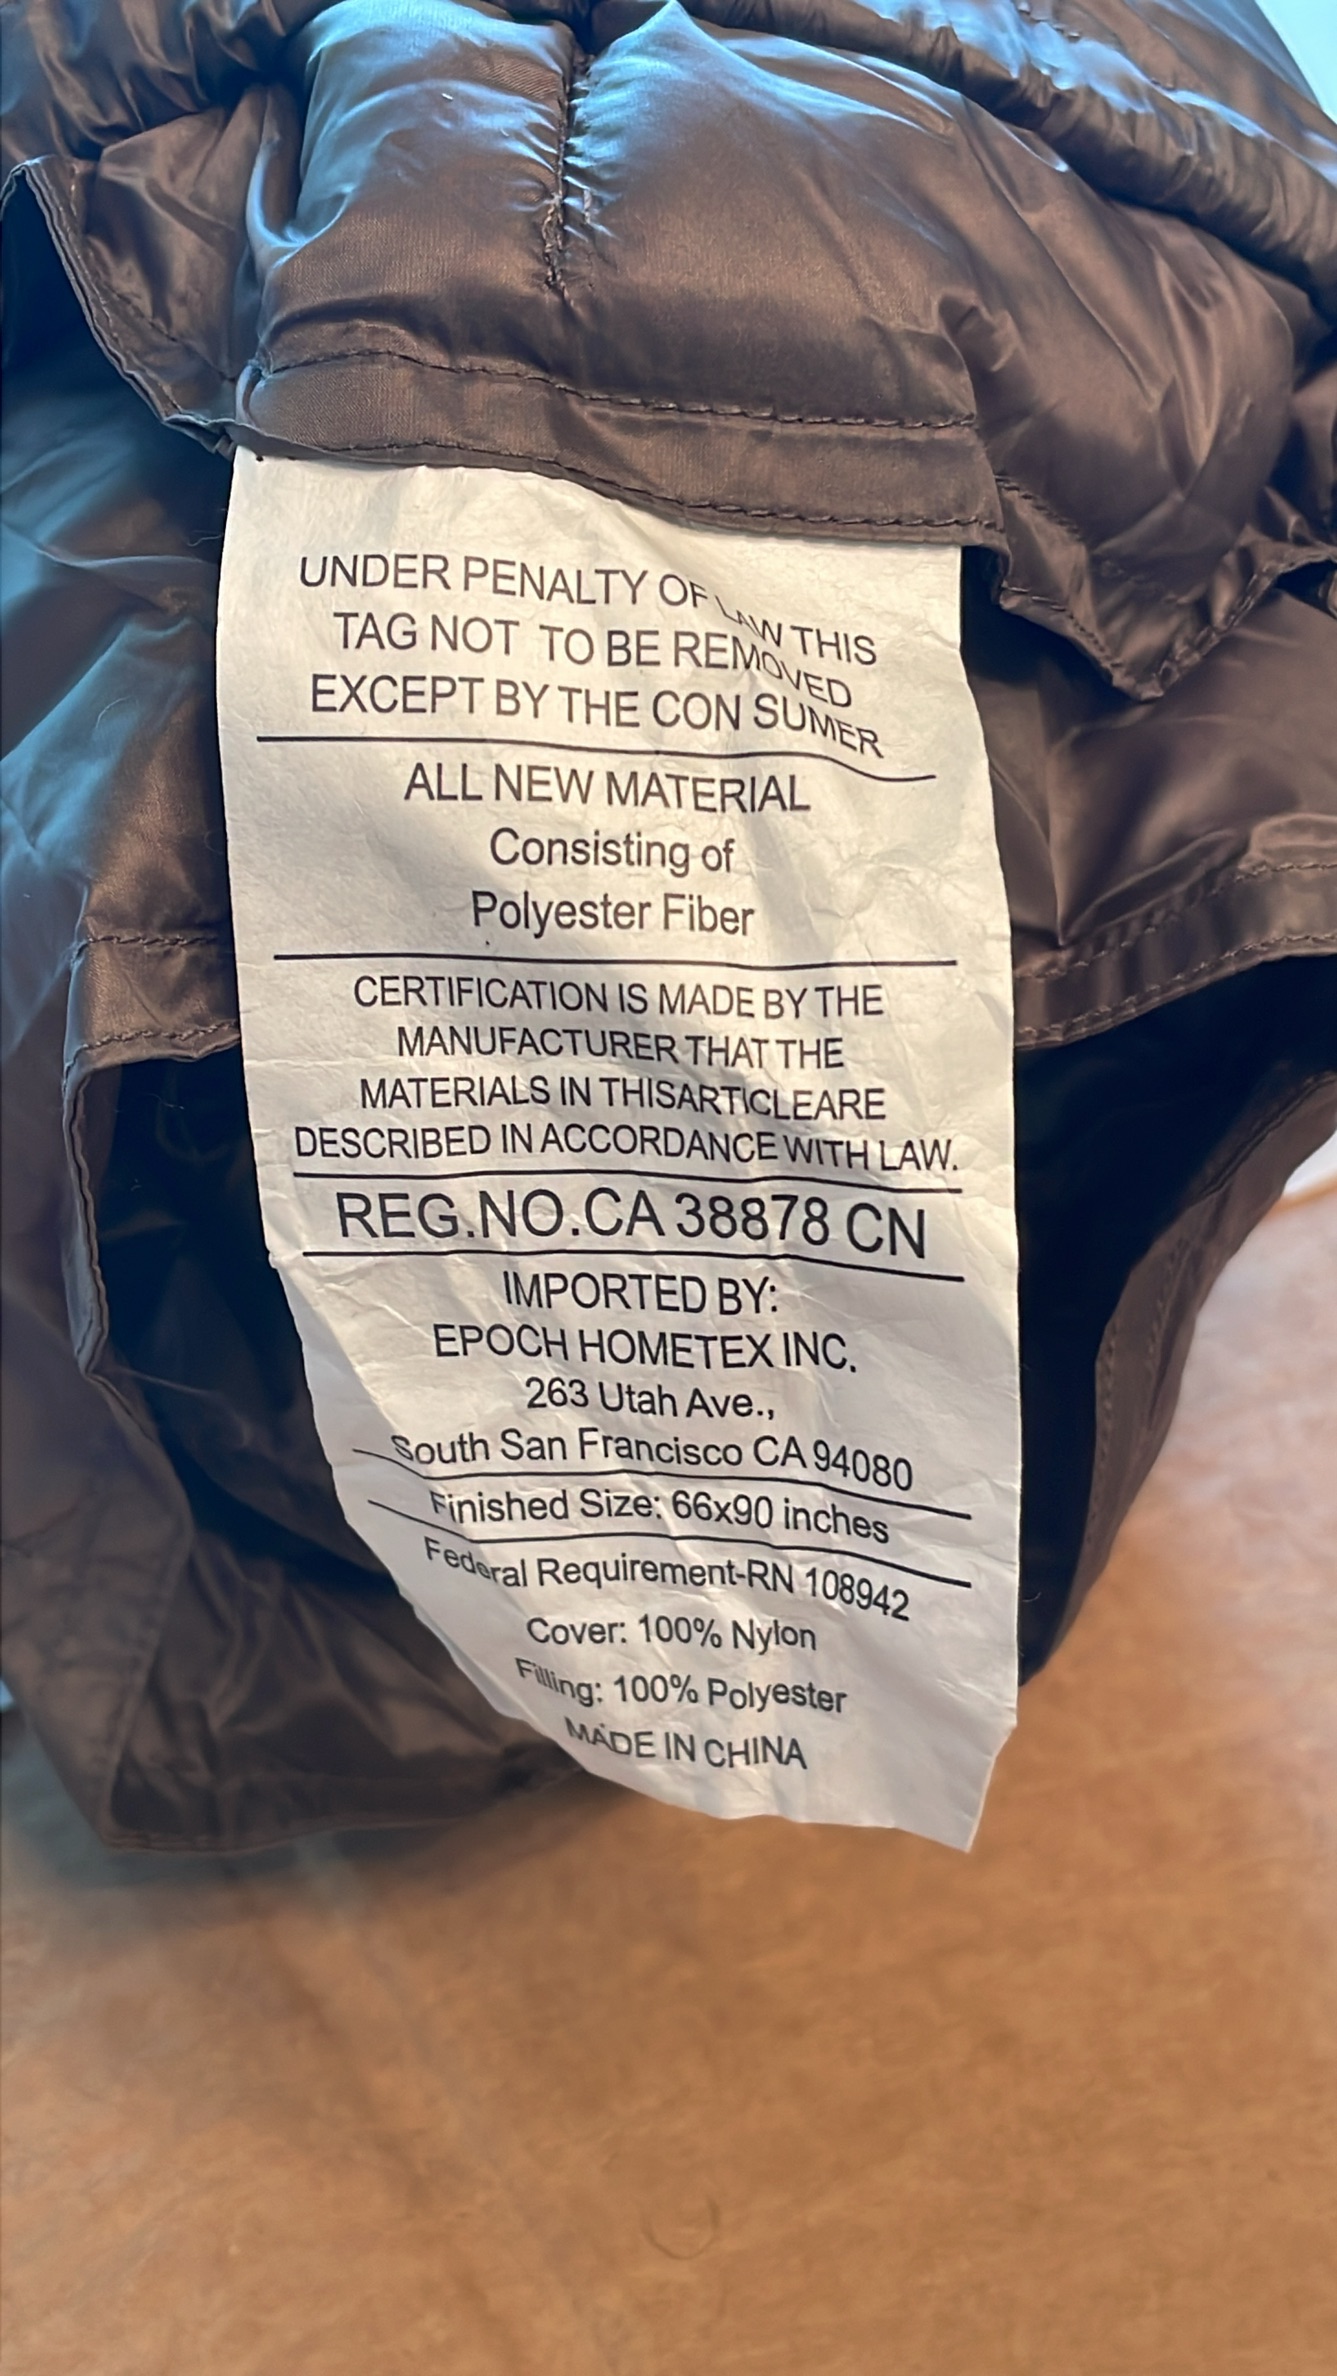 UNDER PENALTY OF LAW THIS
TAG NOT TO BE REMOVED
EXCEPT BY THE CON SUMER
ALL NEW MATERIAL
Consisting of
Polyester Fiber
CERTIFICATION IS MADE BY THE
MANUFACTURER THAT THE
MATERIALS IN THISARTICLEARE
DESCRIBED IN ACCORDANCE WITH LAW.
REG.NO.CA 38878 CN
IMPORTED BY:
EPOCH HOMETEX INC.
263 Utah Ave.,
South San Francisco CA 94080
Finished Size: 66x90 inches
Federal Requirement-RN 108942
Cover: 100% Nylon
Filling: 100% Polyester
MADE IN CHINA